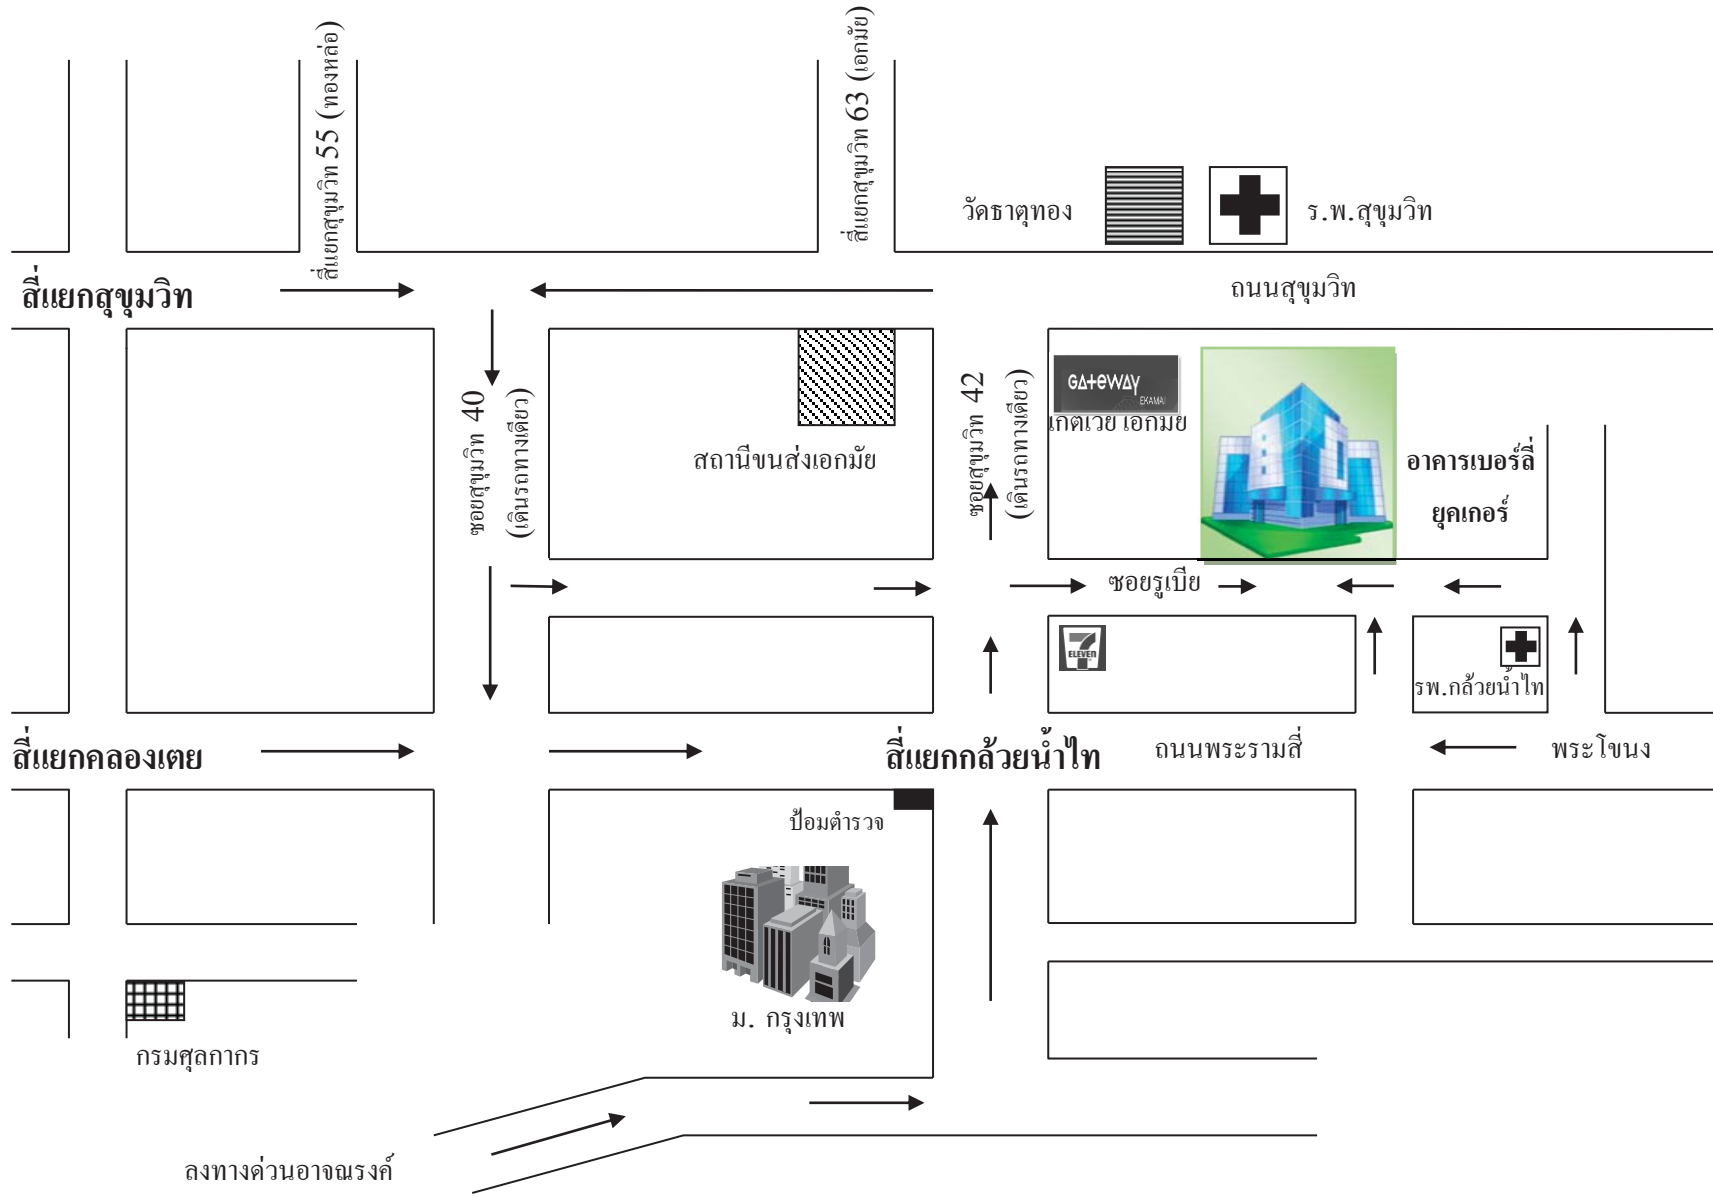 สี่แยกสุขุมวิท 55 (ทองหล่อ)
สี่แยกสุขุมวิท 63 (เอกมัย)
วัดธาตุทอง
ร.พ.สุขุมวิท
สี่แยกสุขุมวิท
ถนนสุขุมวิท
ซอยสุขุมวิท 40
(เดินรถทางเดียว)
สถานีขนส่งเอกมัย
ซอยสุขุมวิท 42
(เดินรถทางเดียว)
GATEWAY
EKAMAI
เกตเวย์ เอกมัย
อาคารเบอร์ลี่
ยุคเกอร์
ซอยรูเบีย
7
ELEVEN
รพ.กล้วยน้ำไท
สี่แยกคลองเตย
สี่แยกกล้วยน้ำไท
ถนนพระรามสี่
พระโขนง
ป้อมตำรวจ
ม. กรุงเทพ
กรมศุลกากร
ลงทางด่วนอาจณรงค์